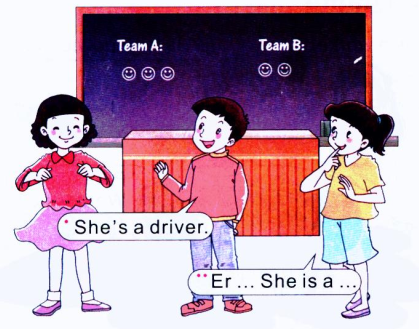 Team A:
Team B:
* She's a driver.
** Er ... She is a ...